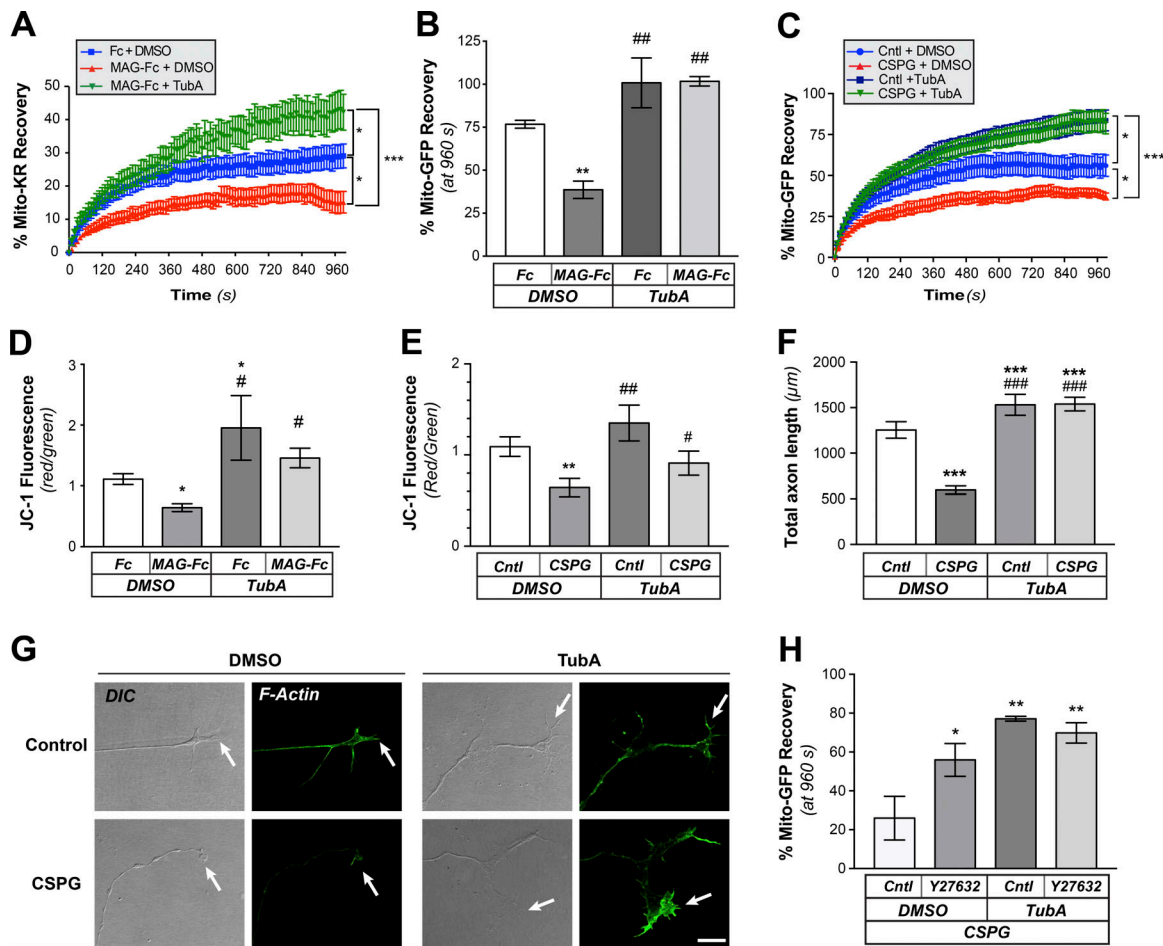 A
Fc + DMSO
MAG-Fc + DMSO
MAG-Fc + TubA
% Mito-KR Recovery
50
40
30
20
10
0
0 120 240 360 480 600 720 840 960
Time (s)
*
*
***
B
% Mito-GFP Recovery
(at 960 s)
125
100
75
50
25
0
**
##
##
Fc MAG-Fc Fc MAG-Fc
DMSO TubA
C
Cntl + DMSO
CSPG + DMSO
Cntl +TubA
CSPG + TubA
% Mito-GFP Recovery
100
75
50
25
0
0 120 240 360 480 600 720 840 960
Time (s)
*
*
***
D
JC-1 Fluorescence
(red/green)
3
2
1
0
*
*
#
#
Fc MAG-Fc Fc MAG-Fc
DMSO TubA
E
JC-1 Fluorescence
(Red/Green)
2
1
0
**
##
#
Cntl CSPG Cntl CSPG
DMSO TubA
F
Total axon length (µm)
2000
1500
1000
500
0
***
*** ***
### ###
Cntl CSPG Cntl CSPG
DMSO TubA
G
DMSO TubA
DIC F-Actin
Control
CSPG
H
% Mito-GFP Recovery
(at 960 s)
100
80
60
40
20
0
*
**
**
Cntl Y27632 Cntl Y27632
DMSO TubA
CSPG